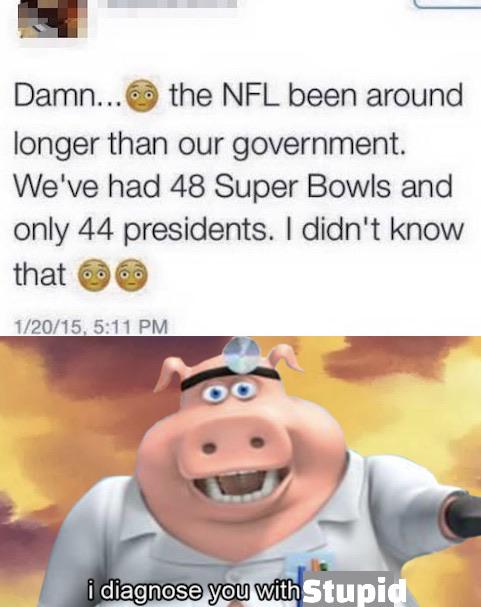 Damn...😳 the NFL been around
longer than our government.
We've had 48 Super Bowls and
only 44 presidents. I didn't know
that 😳😳
1/20/15, 5:11 PM
i diagnose you with Stupid